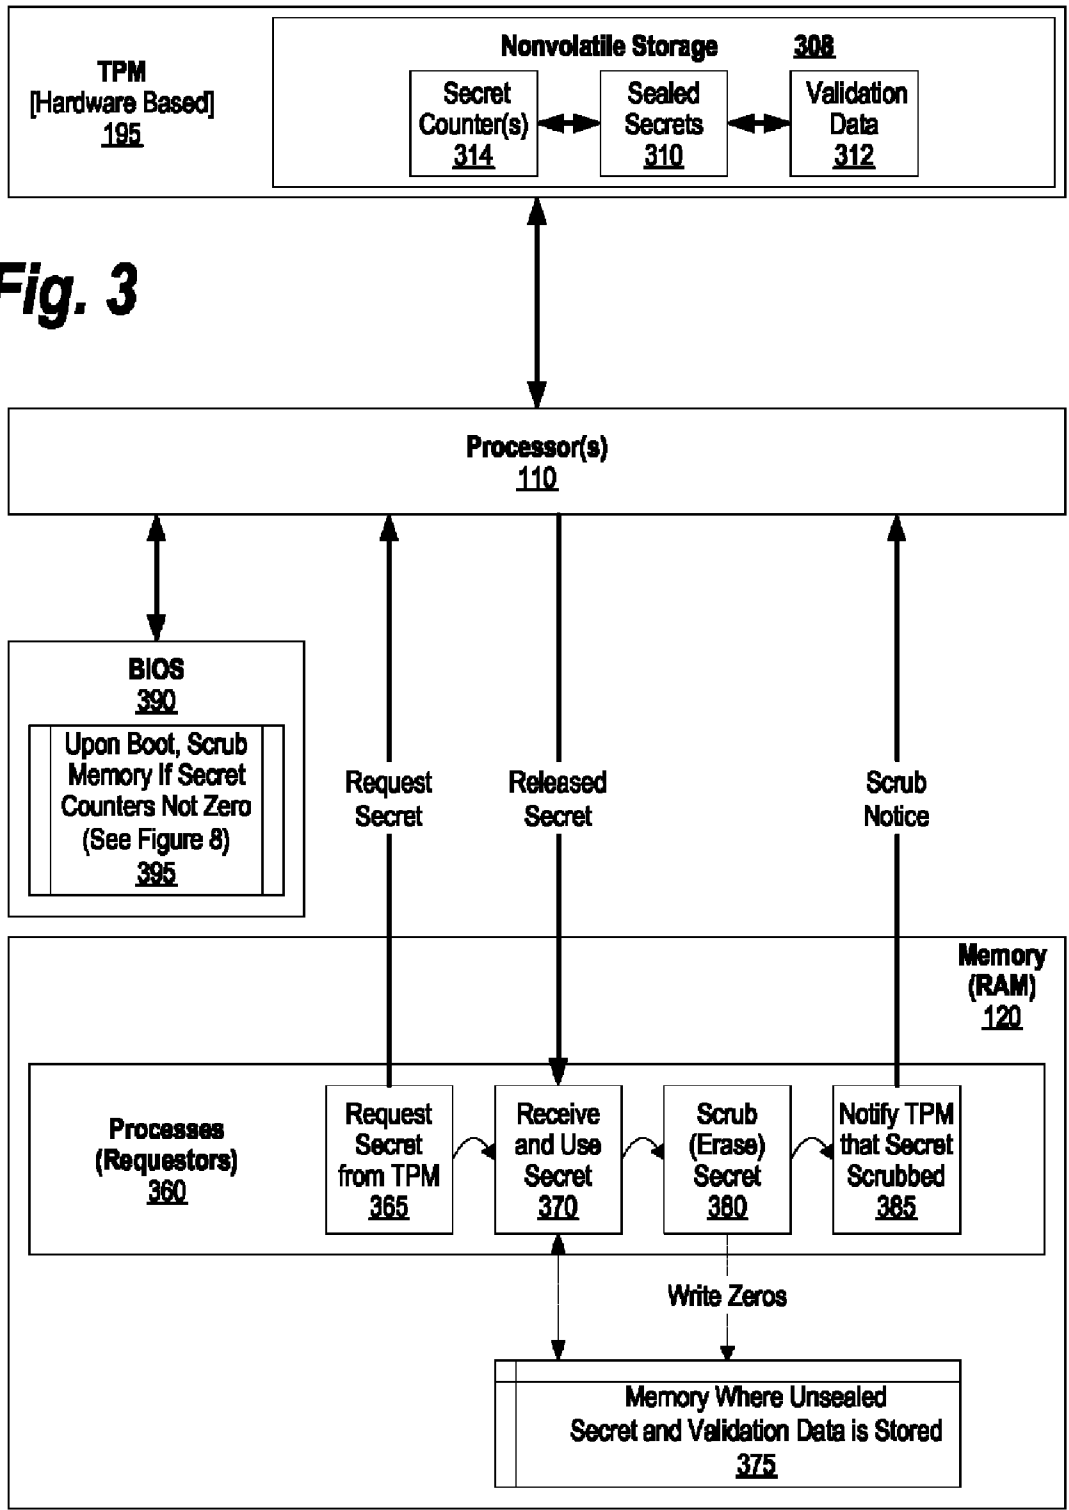 Nonvolatile Storage 308
TPM
[Hardware Based]
195
Secret
Counter(s)
314
Sealed
Secrets
310
Validation
Data
312
Fig. 3
Processor(s)
110
BIOS
390
Upon Boot, Scrub
Memory If Secret
Counters Not Zero
(See Figure 8)
395
Request
Secret
Released
Secret
Scrub
Notice
Memory
(RAM)
120
Processes
(Requestors)
360
Request
Secret
from TPM
365
Receive
and Use
Secret
370
Scrub
(Erase)
Secret
380
Notify TPM
that Secret
Scrubbed
385
Write Zeros
Memory Where Unsealed
Secret and Validation Data is Stored
375